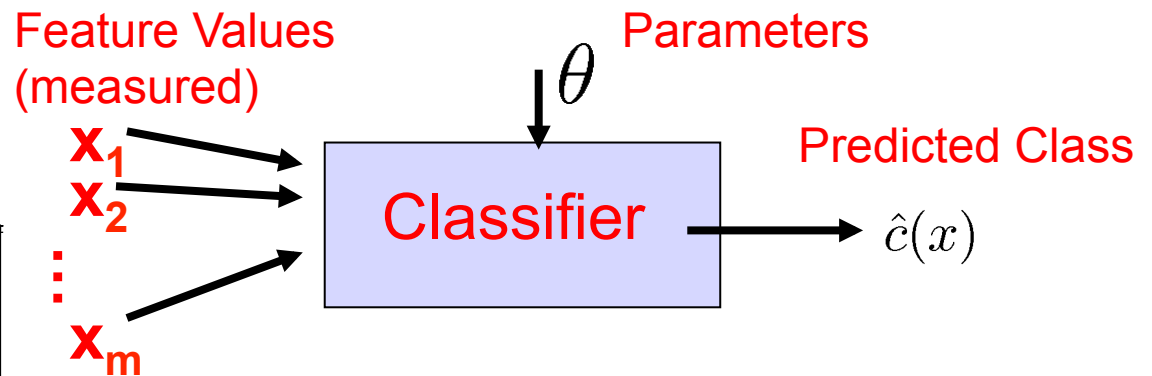 Feature Values
(measured)
Parameters
θ
x₁
x₂
⋮
xₘ
Classifier
Predicted Class
ĉ(x)